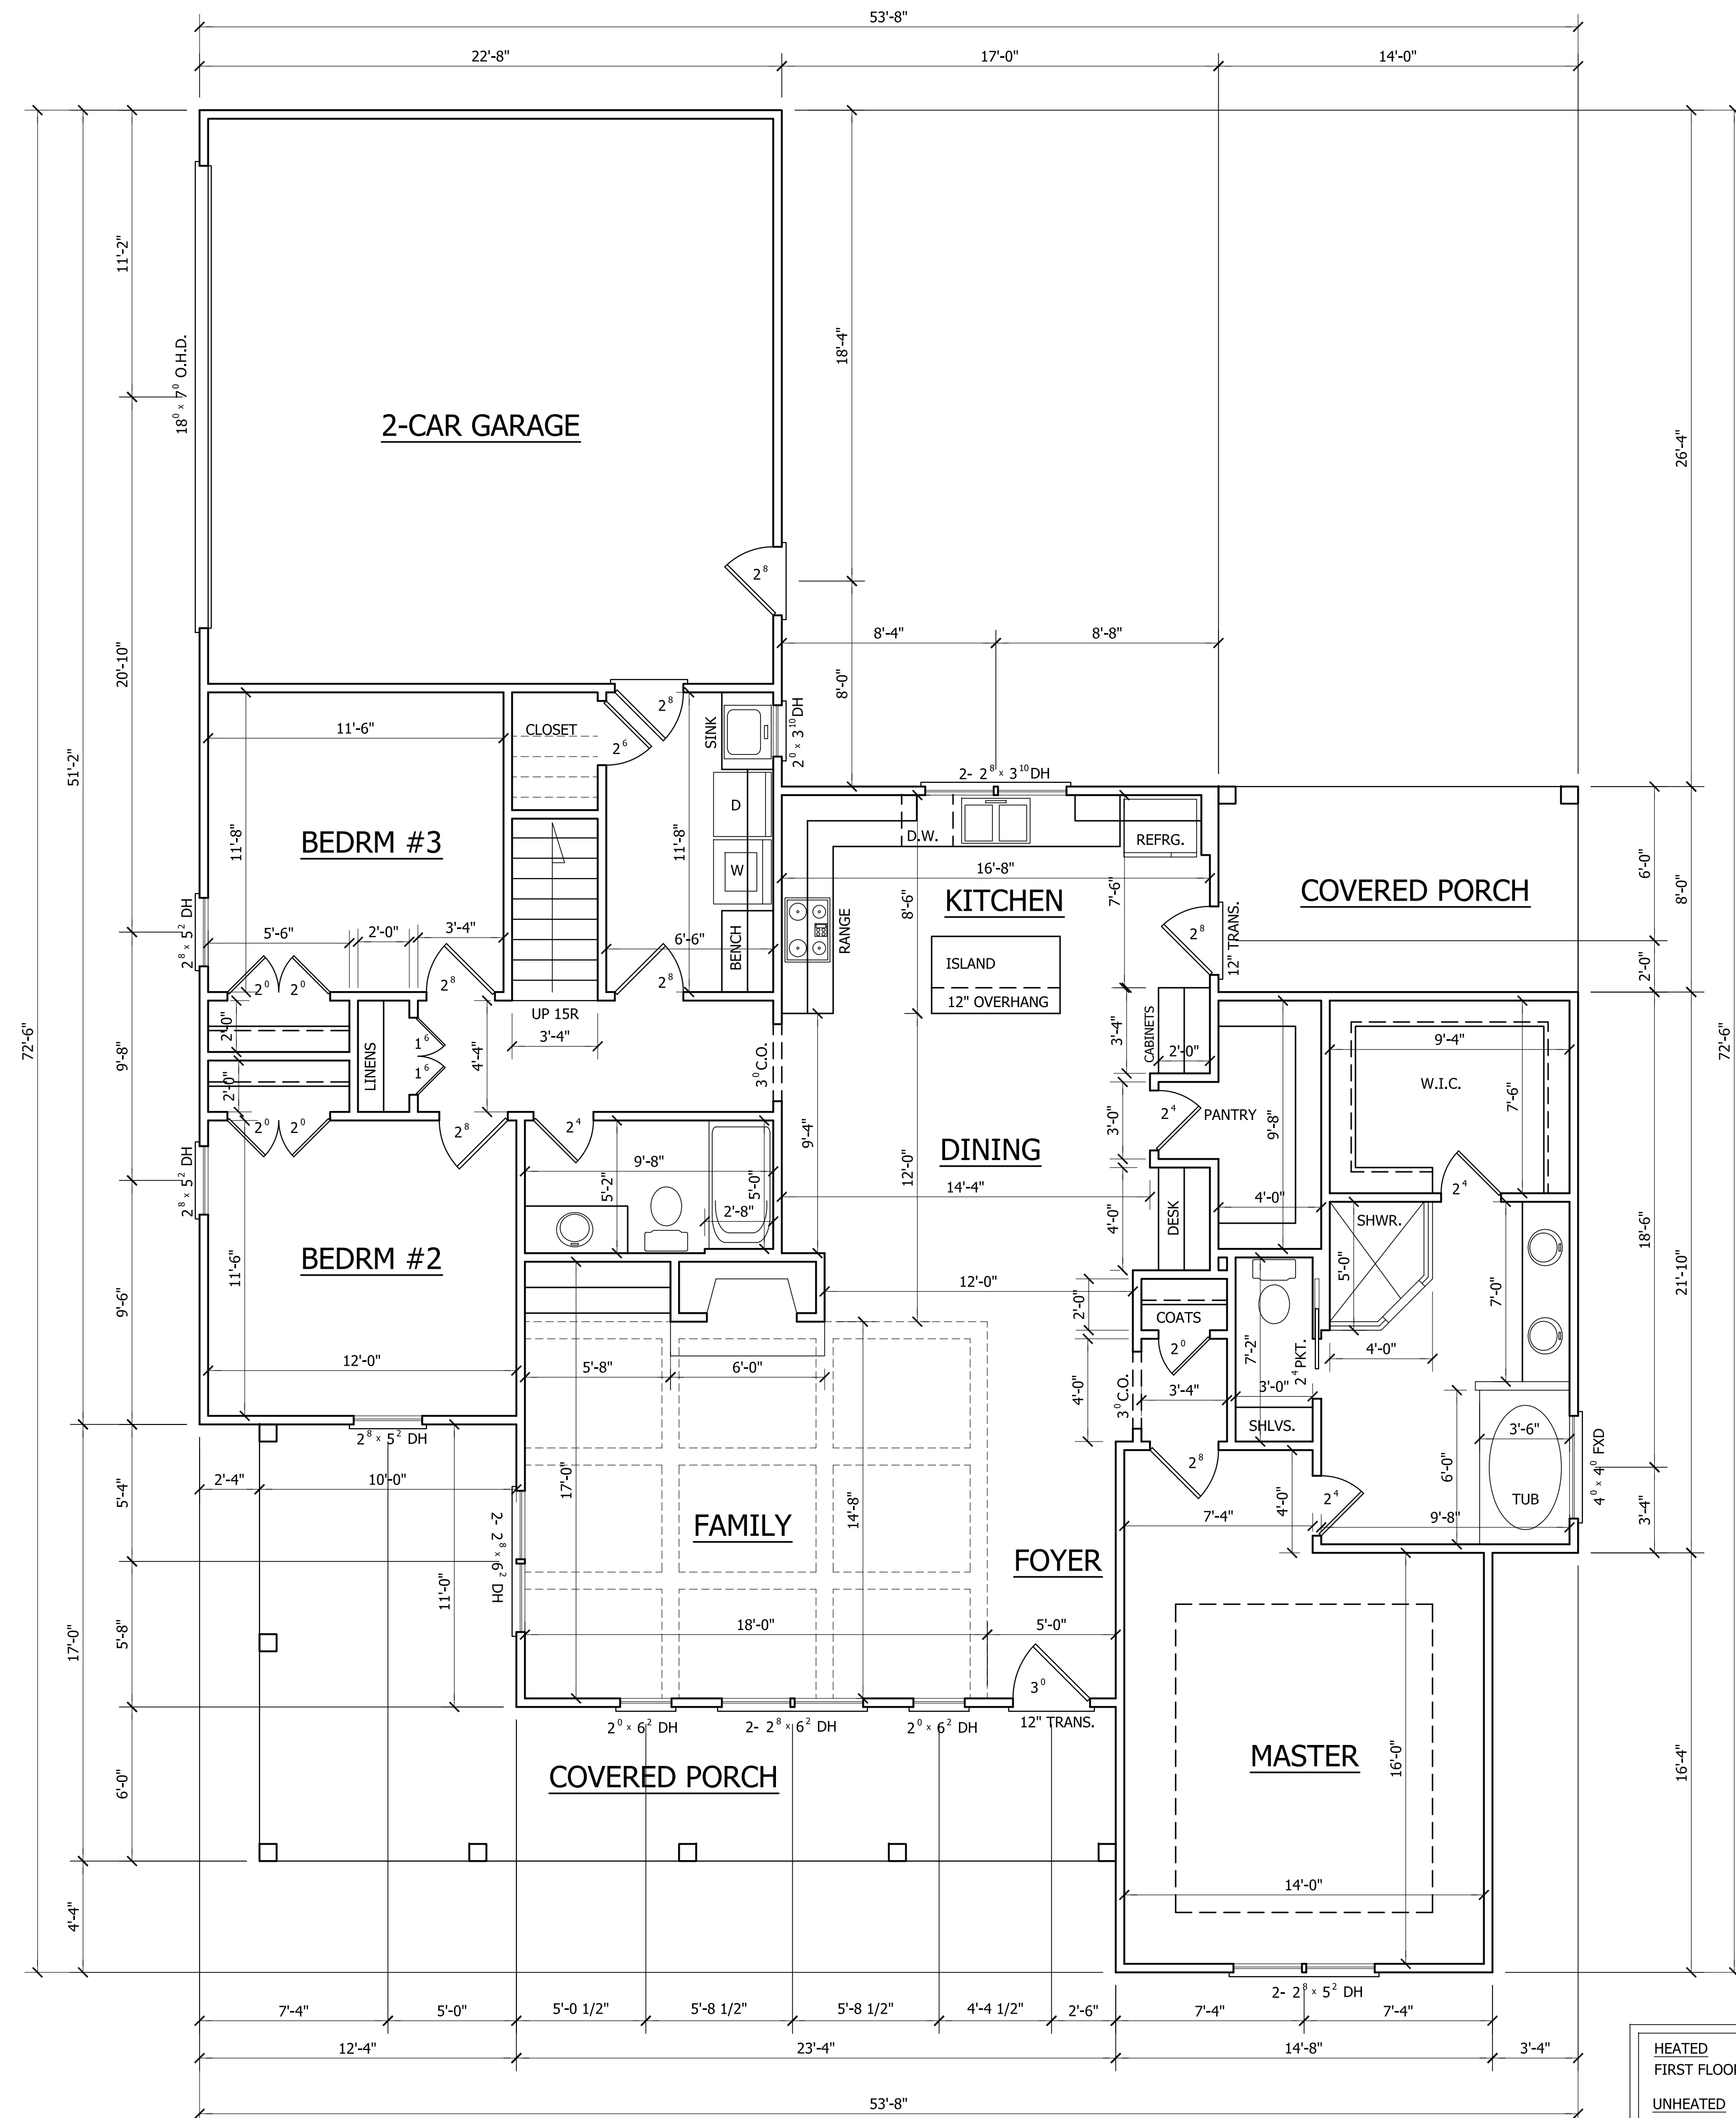 53'-8"
22'-8"
17'-0"
14'-0"
11'-2"
18⁰ x 7⁰ O.H.D.
2-CAR GARAGE
18'-4"
26'-4"
2⁸
20'-10"
8'-4"
8'-8"
8'-0"
51'-2"
11'-6"
CLOSET
2⁸
2⁶
SINK
2⁰ x 3¹⁰ DH
2- 2⁸ x 3¹⁰ DH
D
W
11'-8"
BEDRM #3
11'-8"
D.W.
REFRG.
16'-8"
KITCHEN
7'-6"
8'-6"
RANGE
COVERED PORCH
6'-0"
8'-0"
2⁸ x 5² DH
5'-6"
2'-0"
3'-4"
6'-6"
BENCH
2⁸
12" TRANS.
ISLAND
12" OVERHANG
2'-0"
2⁰
2⁰
2⁸
2⁸
UP 15R
3'-4"
72'-6"
72'-6"
9'-8"
2'-0"
LINENS
1⁶
1⁶
4'-4"
3⁰ C.O.
3'-4"
CABINETS
2'-0"
9'-4"
W.I.C.
7'-6"
2'-0"
2⁰
2⁰
2⁸
2⁴
9'-4"
12'-0"
3'-0"
2⁴
PANTRY
9'-8"
DINING
2⁸ x 5² DH
9'-8"
5'-2"
5'-0"
2'-8"
14'-4"
4'-0"
DESK
4'-0"
2⁴
SHWR.
18'-6"
21'-10"
BEDRM #2
11'-6"
9'-6"
12'-0"
5'-0"
7'-0"
2'-0"
COATS
2⁰
12'-0"
5'-8"
6'-0"
4'-0"
3⁰ C.O.
3'-4"
7'-2"
3'-0"
2⁴ PKT.
4'-0"
SHLVS.
2⁸ x 5² DH
3'-6"
6'-0"
4⁰ x 4⁰ FXD
2⁸
2'-4"
10'-0"
17'-0"
14'-8"
5'-4"
2- 2⁸ x 6² DH
FAMILY
7'-4"
4'-0"
2⁴
9'-8"
TUB
3'-4"
FOYER
11'-0"
17'-0"
5'-8"
18'-0"
5'-0"
3⁰
2⁰ x 6² DH
2- 2⁸ x 6² DH
2⁰ x 6² DH
12" TRANS.
COVERED PORCH
MASTER
16'-0"
16'-4"
6'-0"
14'-0"
4'-4"
2- 2⁸ x 5² DH
7'-4"
5'-0"
5'-0 1/2"
5'-8 1/2"
5'-8 1/2"
4'-4 1/2"
2'-6"
7'-4"
7'-4"
12'-4"
23'-4"
14'-8"
3'-4"
53'-8"
HEATED
FIRST FLOO
UNHEATED